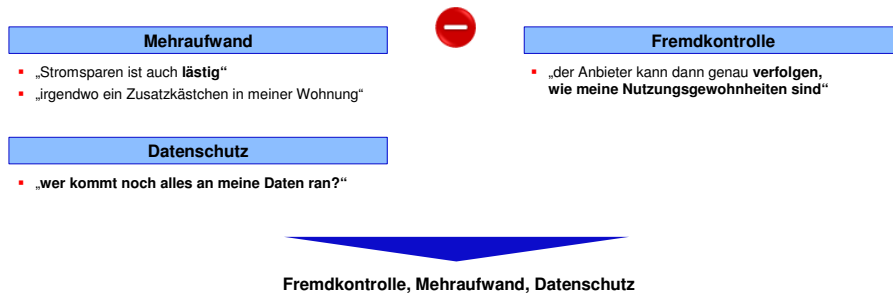 Mehraufwand
▪ „Stromsparen ist auch lästig“
▪ „irgendwo ein Zusatzkästchen in meiner Wohnung“
Fremdkontrolle
▪ „der Anbieter kann dann genau verfolgen,
wie meine Nutzungsgewohnheiten sind“
Datenschutz
▪ „wer kommt noch alles an meine Daten ran?“
Fremdkontrolle, Mehraufwand, Datenschutz